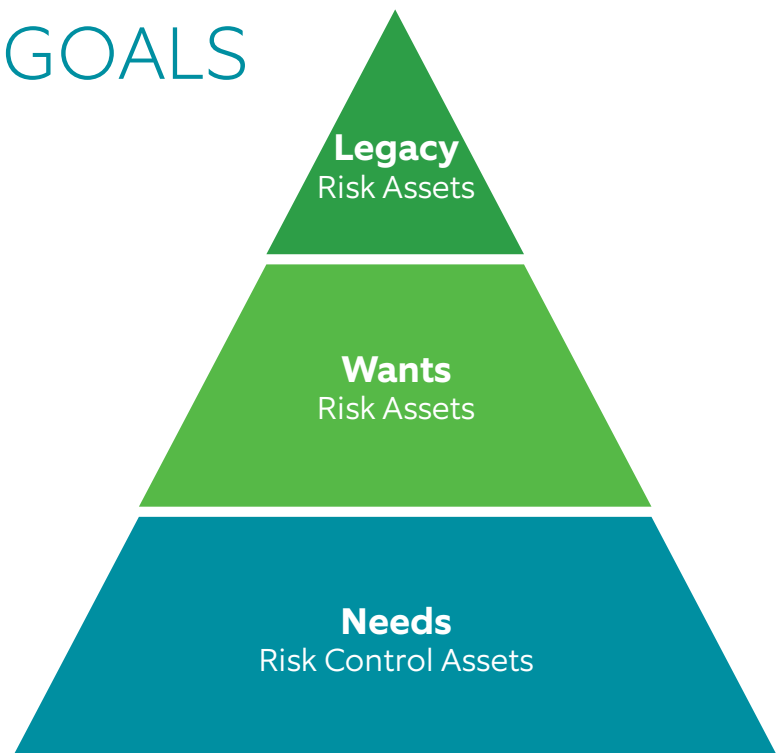 GOALS
Legacy
Risk Assets
Wants
Risk Assets
Needs
Risk Control Assets